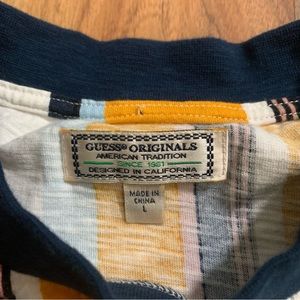 GUESS® ORIGINALS
AMERICAN TRADITION
SINCE 1981
DESIGNED IN CALIFORNIA
MADE IN
CHINA
L